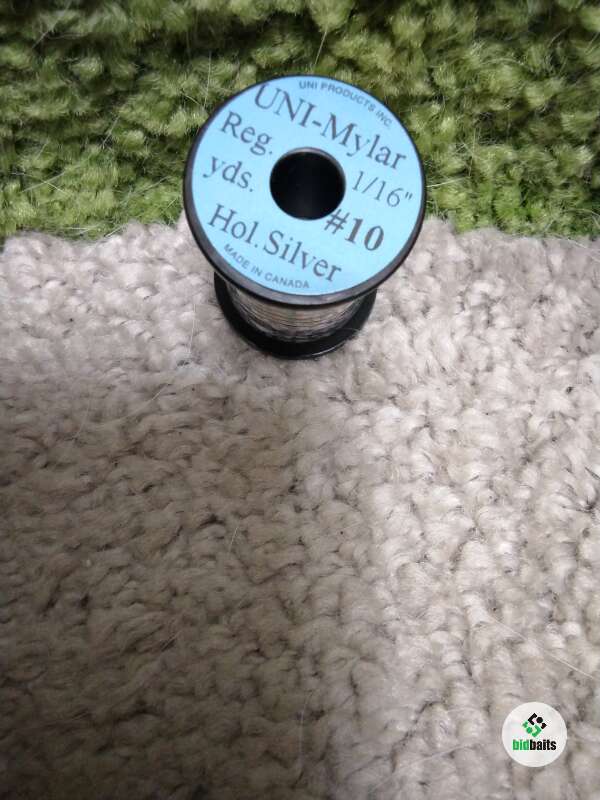 UNI PRODUCTS INC.
UNI-Mylar
Reg.
1/16"
yds.
#10
Hol. Silver
MADE IN CANADA
bidbaits